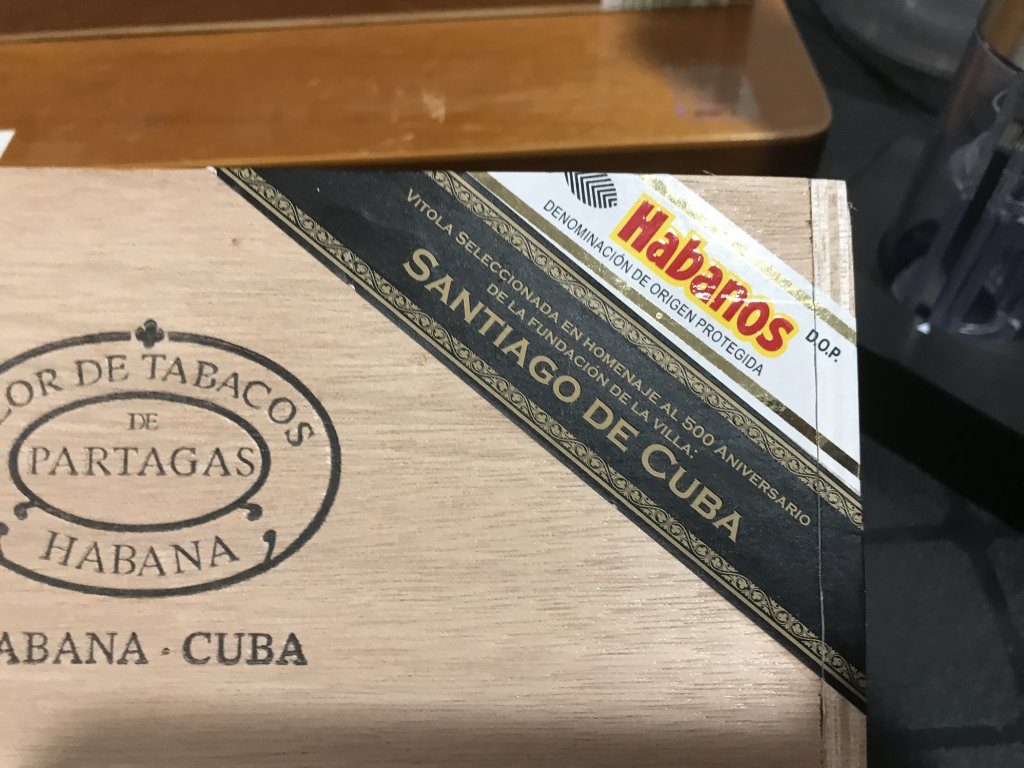 VITOLA SELECCIONADA EN HOMENAJE AL 500 ANIVERSARIO
DE LA FUNDACIÓN DE LA VILLA:
SANTIAGO DE CUBA
Habanos
D.O.P.
DENOMINACIÓN DE ORIGEN PROTEGIDA
LOR DE TABACOS
DE
PARTAGAS
HABANA
ABANA · CUBA